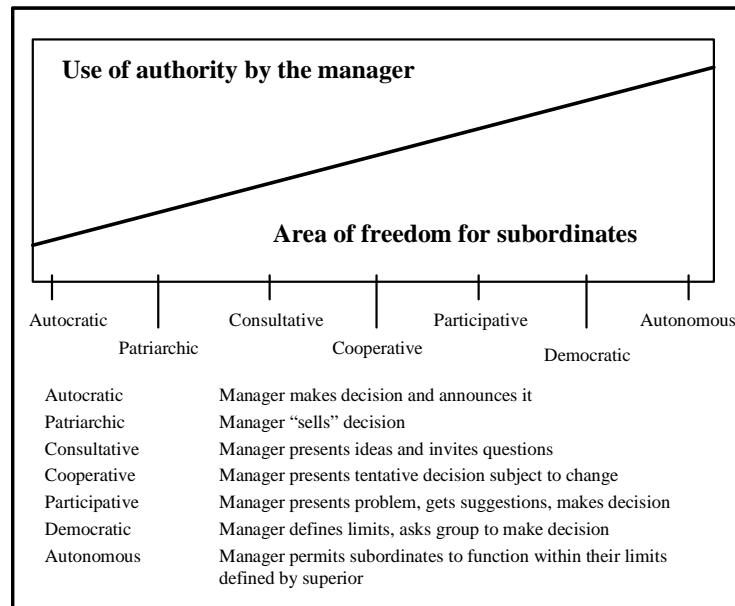 Use of authority by the manager
Area of freedom for subordinates
Autocratic
Patriarchic
Consultative
Cooperative
Participative
Democratic
Autonomous
Autocratic Manager makes decision and announces it
Patriarchic Manager “sells” decision
Consultative Manager presents ideas and invites questions
Cooperative Manager presents tentative decision subject to change
Participative Manager presents problem, gets suggestions, makes decision
Democratic Manager defines limits, asks group to make decision
Autonomous Manager permits subordinates to function within their limits
defined by superior